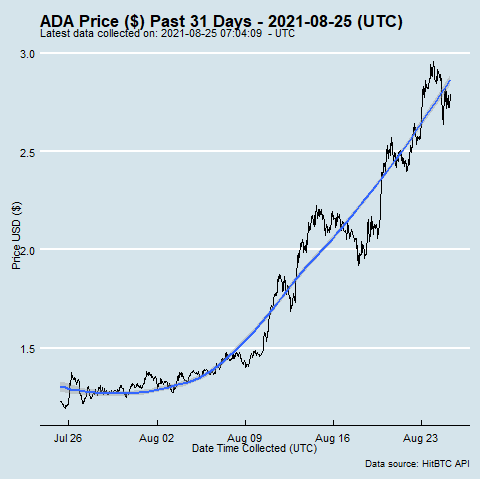 ADA Price ($) Past 31 Days - 2021-08-25 (UTC)
Latest data collected on: 2021-08-25 07:04:09  - UTC
3.0
2.5
2.0
1.5
Price USD ($)
Jul 26 Aug 02 Aug 09 Aug 16 Aug 23
Date Time Collected (UTC)
Data source: HitBTC API